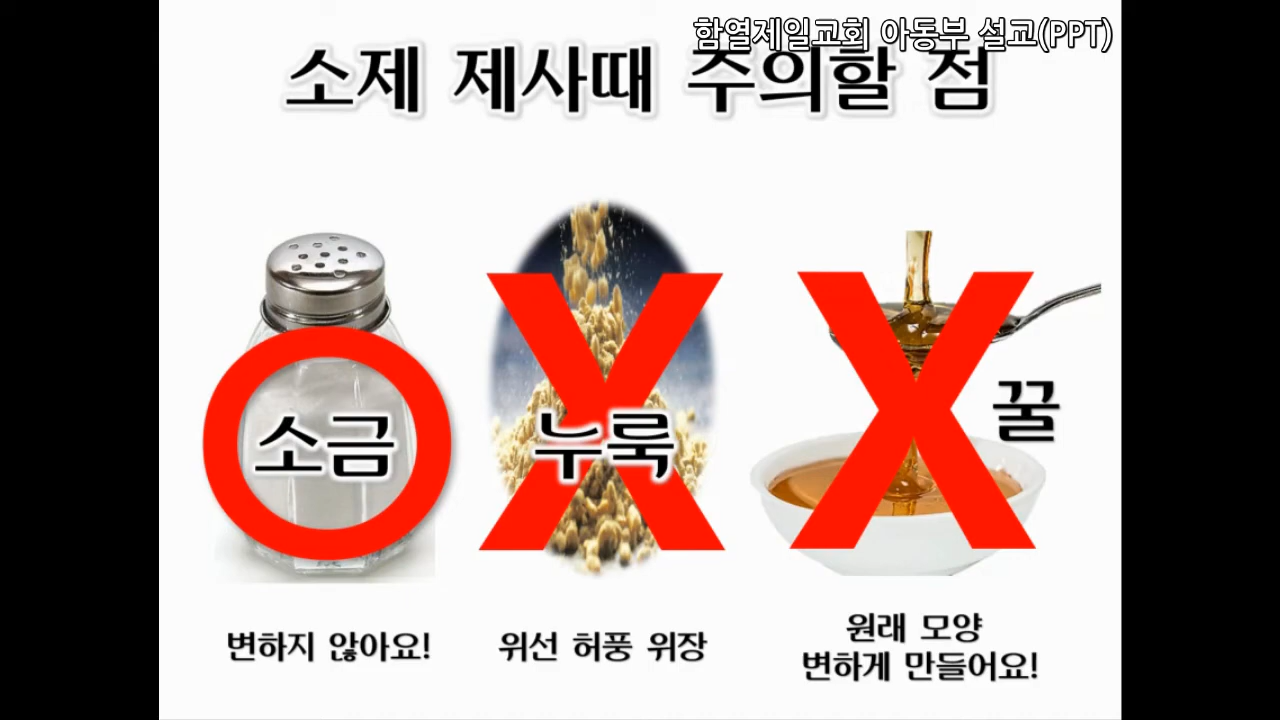 함열제일교회 아동부 설교(PPT)
소제 제사때 주의할 점
소금
누룩
꿀
변하지 않아요!
위선 허풍 위장
원래 모양
변하게 만들어요!